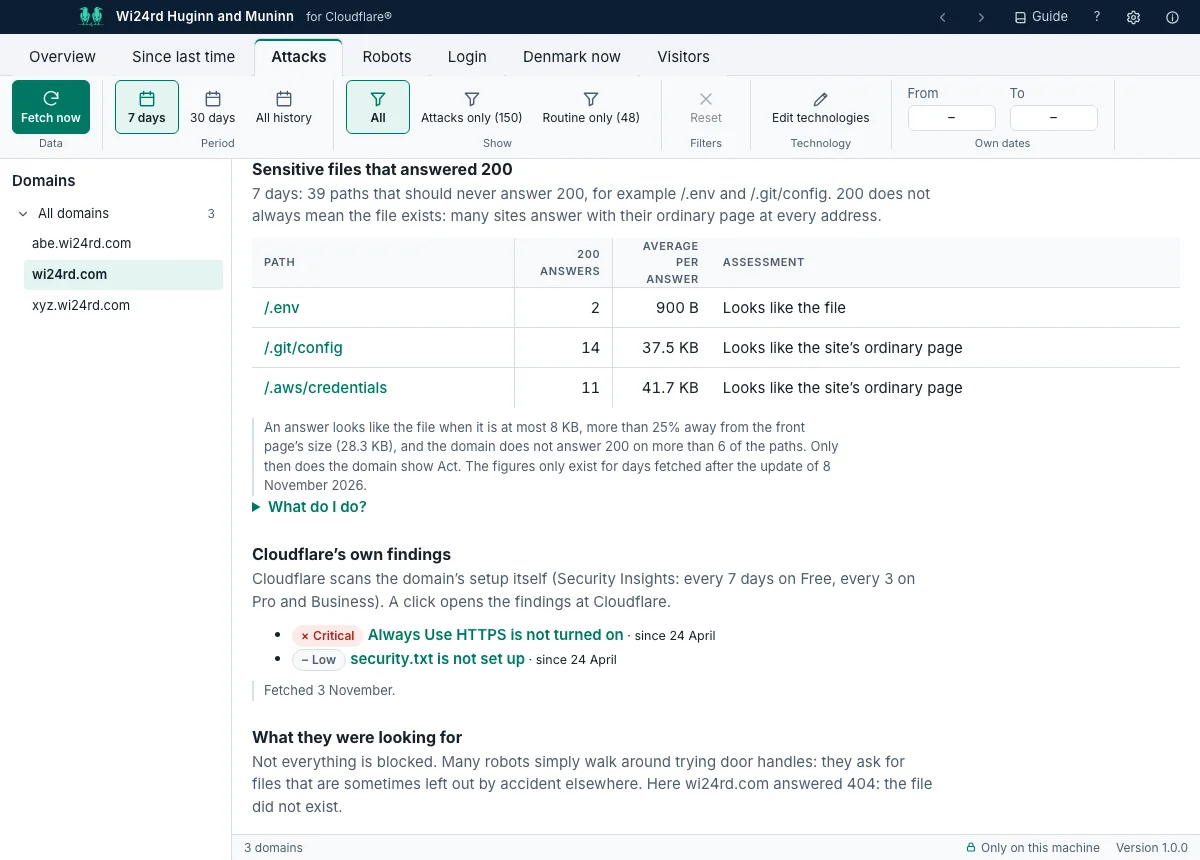 Wi24rd Huginn and Muninn for Cloudflare®
Guide ?
Overview Since last time Attacks Robots Login Denmark now Visitors
Fetch now
Data
7 days 30 days All history
Period
All Attacks only (150) Routine only (48)
Show
Reset
Filters
Edit technologies
Technology
From To
– –
Own dates
Domains
All domains 3
abe.wi24rd.com
wi24rd.com
xyz.wi24rd.com
Sensitive files that answered 200
7 days: 39 paths that should never answer 200, for example /.env and /.git/config. 200 does not
always mean the file exists: many sites answer with their ordinary page at every address.
PATH 200 ANSWERS AVERAGE PER ANSWER ASSESSMENT
/.env 2 900 B Looks like the file
/.git/config 14 37.5 KB Looks like the site’s ordinary page
/.aws/credentials 11 41.7 KB Looks like the site’s ordinary page
An answer looks like the file when it is at most 8 KB, more than 25% away from the front
page’s size (28.3 KB), and the domain does not answer 200 on more than 6 of the paths. Only
then does the domain show Act. The figures only exist for days fetched after the update of 8
November 2026.
What do I do?
Cloudflare’s own findings
Cloudflare scans the domain’s setup itself (Security Insights: every 7 days on Free, every 3 on
Pro and Business). A click opens the findings at Cloudflare.
• × Critical Always Use HTTPS is not turned on · since 24 April
• – Low security.txt is not set up · since 24 April
Fetched 3 November.
What they were looking for
Not everything is blocked. Many robots simply walk around trying door handles: they ask for
files that are sometimes left out by accident elsewhere. Here wi24rd.com answered 404: the file
did not exist.
3 domains Only on this machine Version 1.0.0